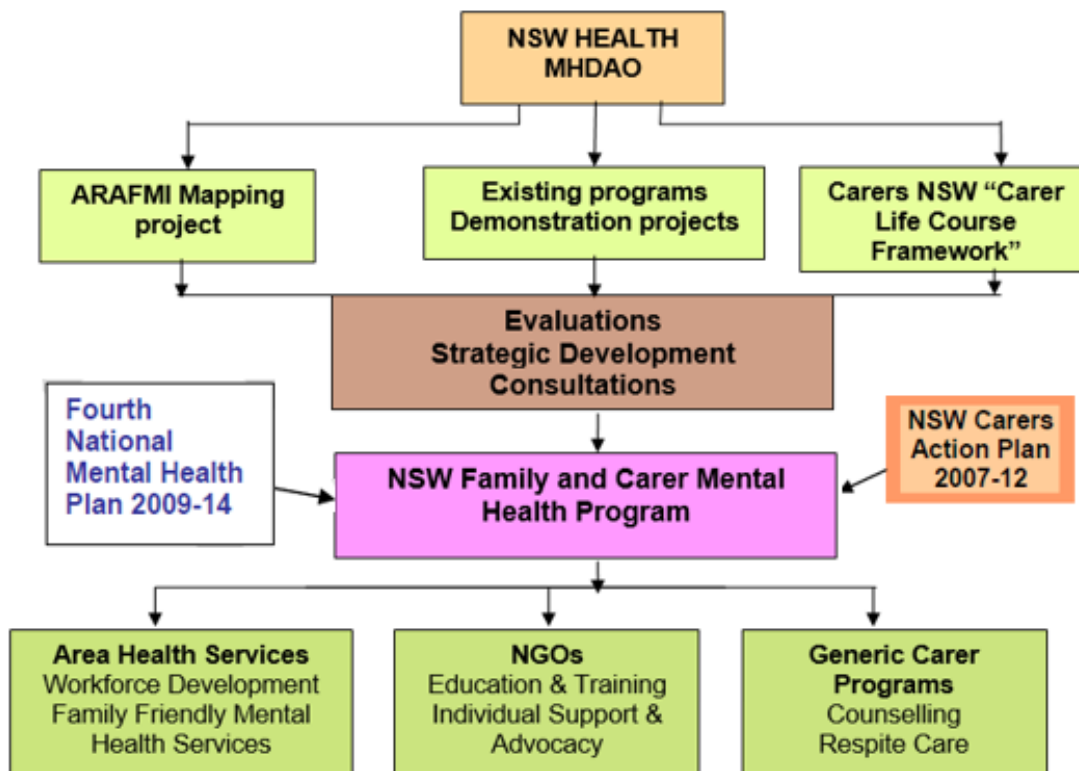 NSW HEALTH
MHDAO
ARAFMI Mapping
project
Existing programs
Demonstration projects
Carers NSW “Carer
Life Course
Framework”
Evaluations
Strategic Development
Consultations
Fourth
National
Mental Health
Plan 2009-14
NSW Family and Carer Mental
Health Program
NSW Carers
Action Plan
2007-12
Area Health Services
Workforce Development
Family Friendly Mental
Health Services
NGOs
Education & Training
Individual Support &
Advocacy
Generic Carer
Programs
Counselling
Respite Care